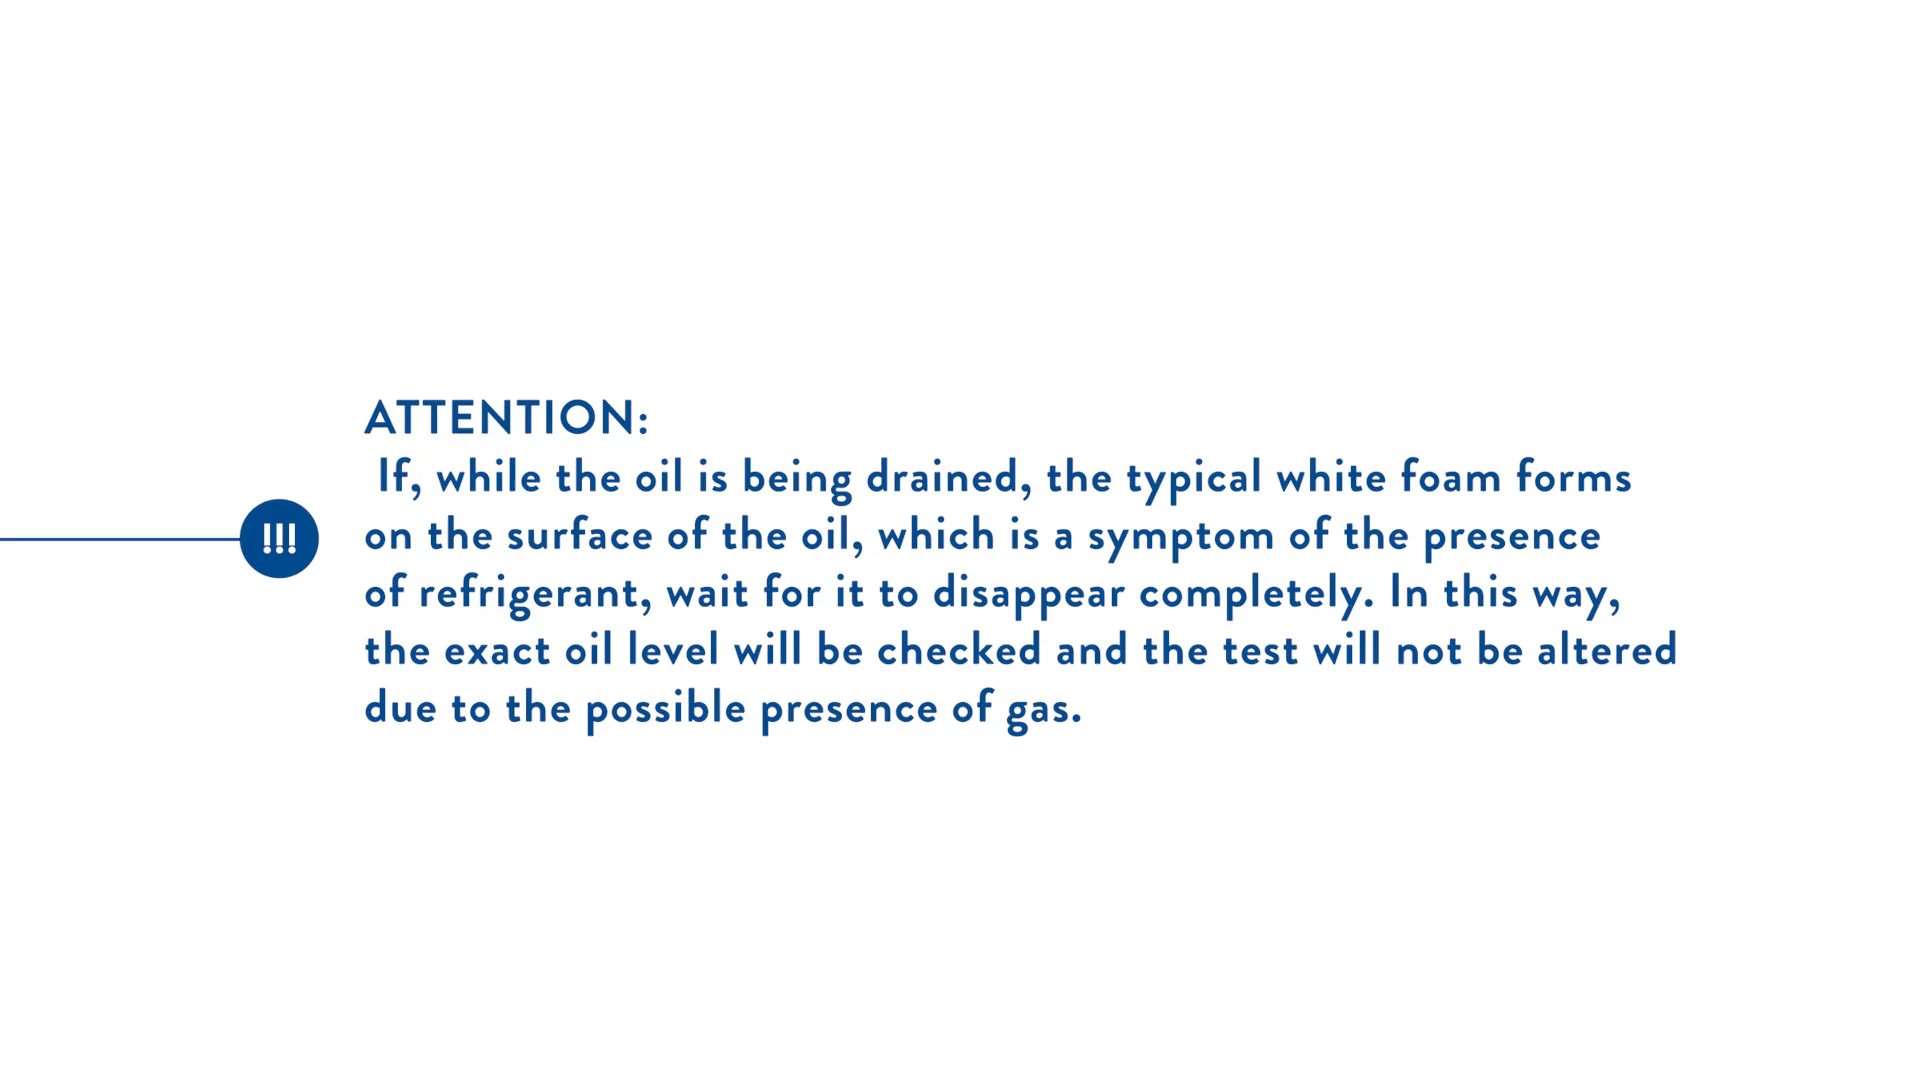 ATTENTION:
If, while the oil is being drained, the typical white foam forms
!!! on the surface of the oil, which is a symptom of the presence
of refrigerant, wait for it to disappear completely. In this way,
the exact oil level will be checked and the test will not be altered
due to the possible presence of gas.